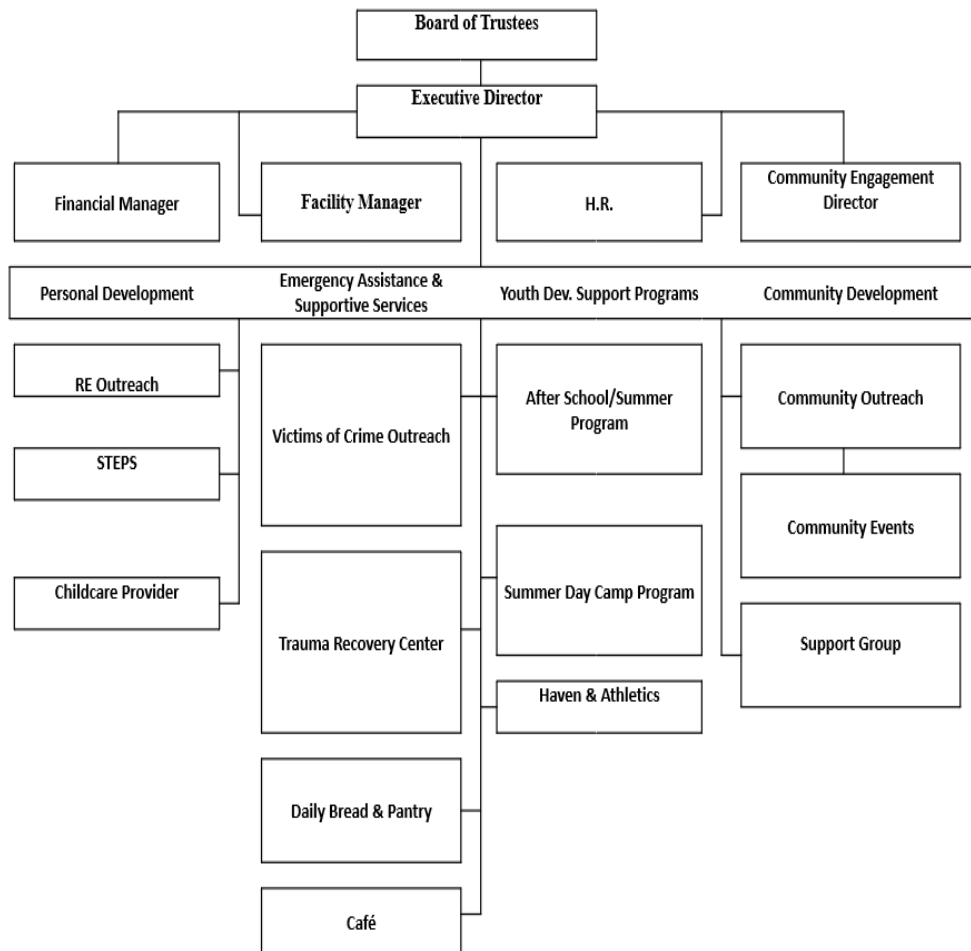 Board of Trustees
Executive Director
Financial Manager
Facility Manager
H.R.
Community Engagement
Director
Personal Development
Emergency Assistance &
Supportive Services
Youth Dev. Support Programs
Community Development
RE Outreach
STEPS
Childcare Provider
Victims of Crime Outreach
Trauma Recovery Center
Daily Bread & Pantry
Café
After School/Summer
Program
Summer Day Camp Program
Haven & Athletics
Community Outreach
Community Events
Support Group